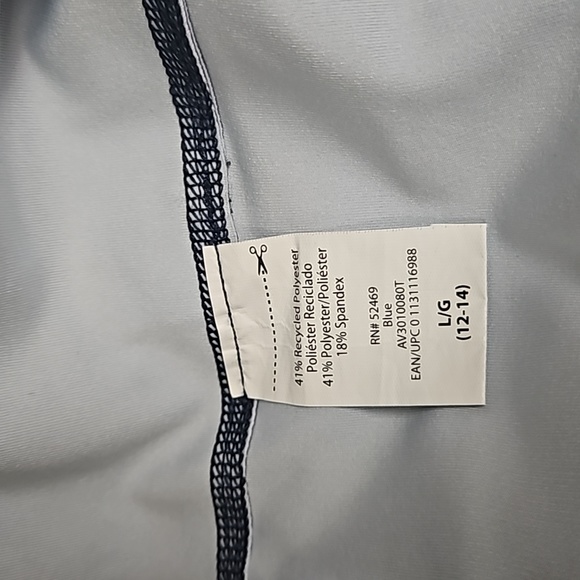 41% Recycled Polyester
Poliéster Reciclado
41% Polyester/Poliéster
18% Spandex
RN# 52469
Blue
AV3010080T
EAN/UPC 0 1131116988
L/G
(12-14)